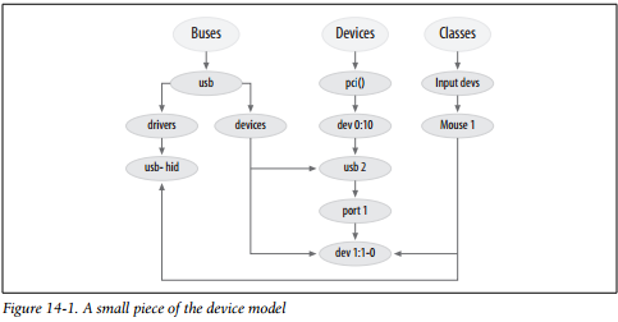 Buses Devices Classes
usb pci() Input devs
drivers devices dev 0:10 Mouse 1
usb- hid usb 2
port 1
dev 1:1-0
Figure 14-1. A small piece of the device model